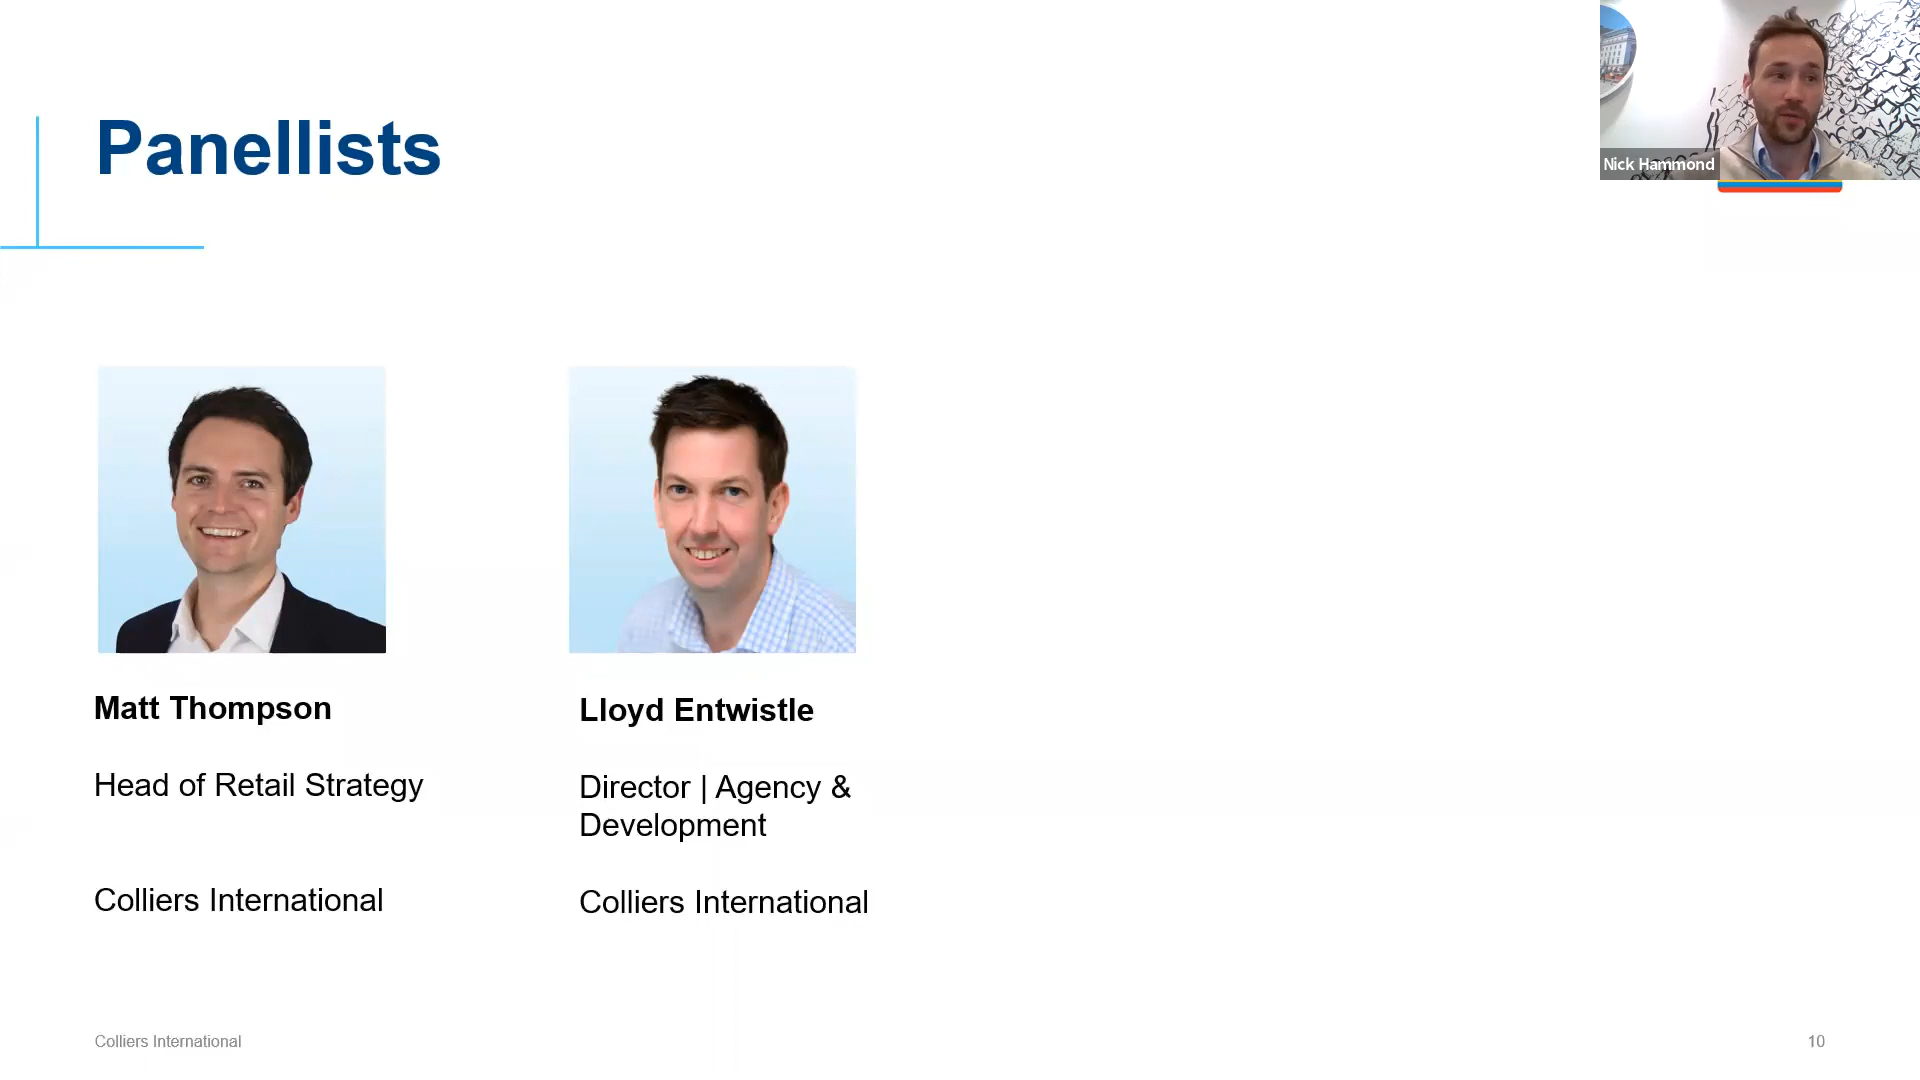 Panellists
Nick Hammond
Matt Thompson
Head of Retail Strategy
Colliers International
Lloyd Entwistle
Director | Agency &
Development
Colliers International
Colliers International
10